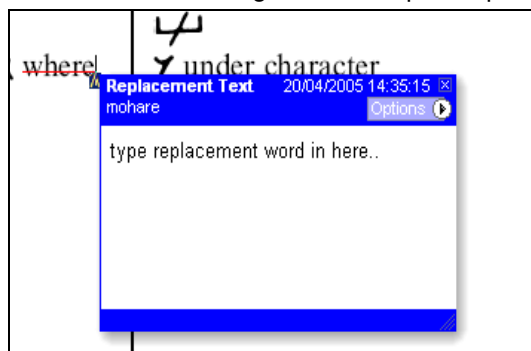 where
under character
Replacement Text 20/04/2005 14:35:15
mohare Options
type replacement word in here..